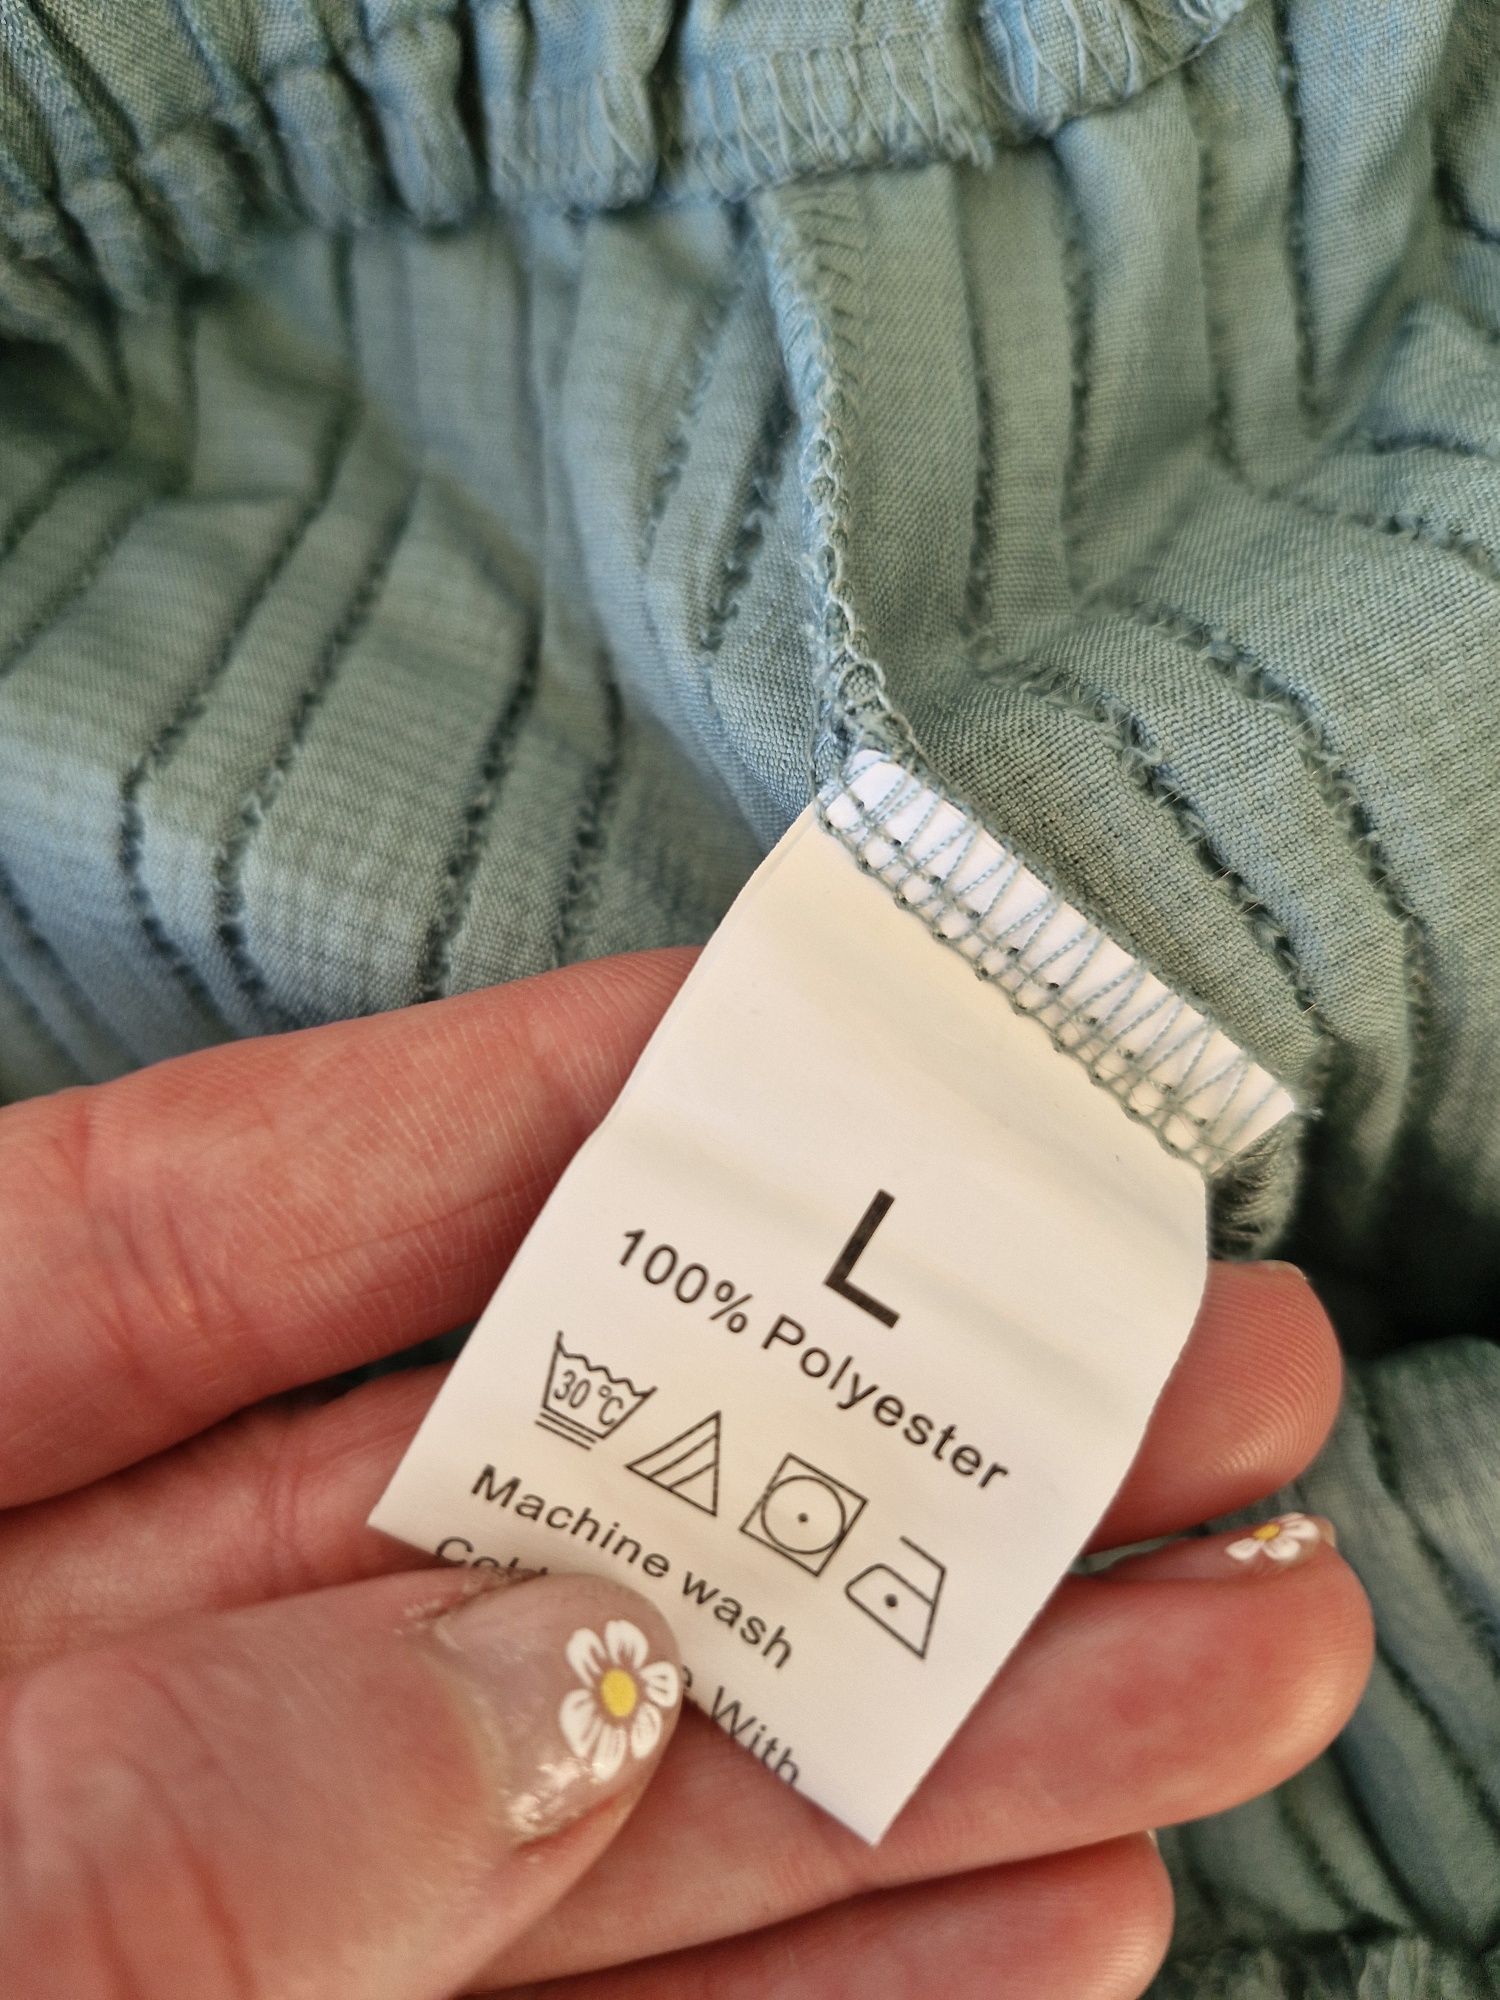 L
100% Polyester
30°C
Machine wash
With